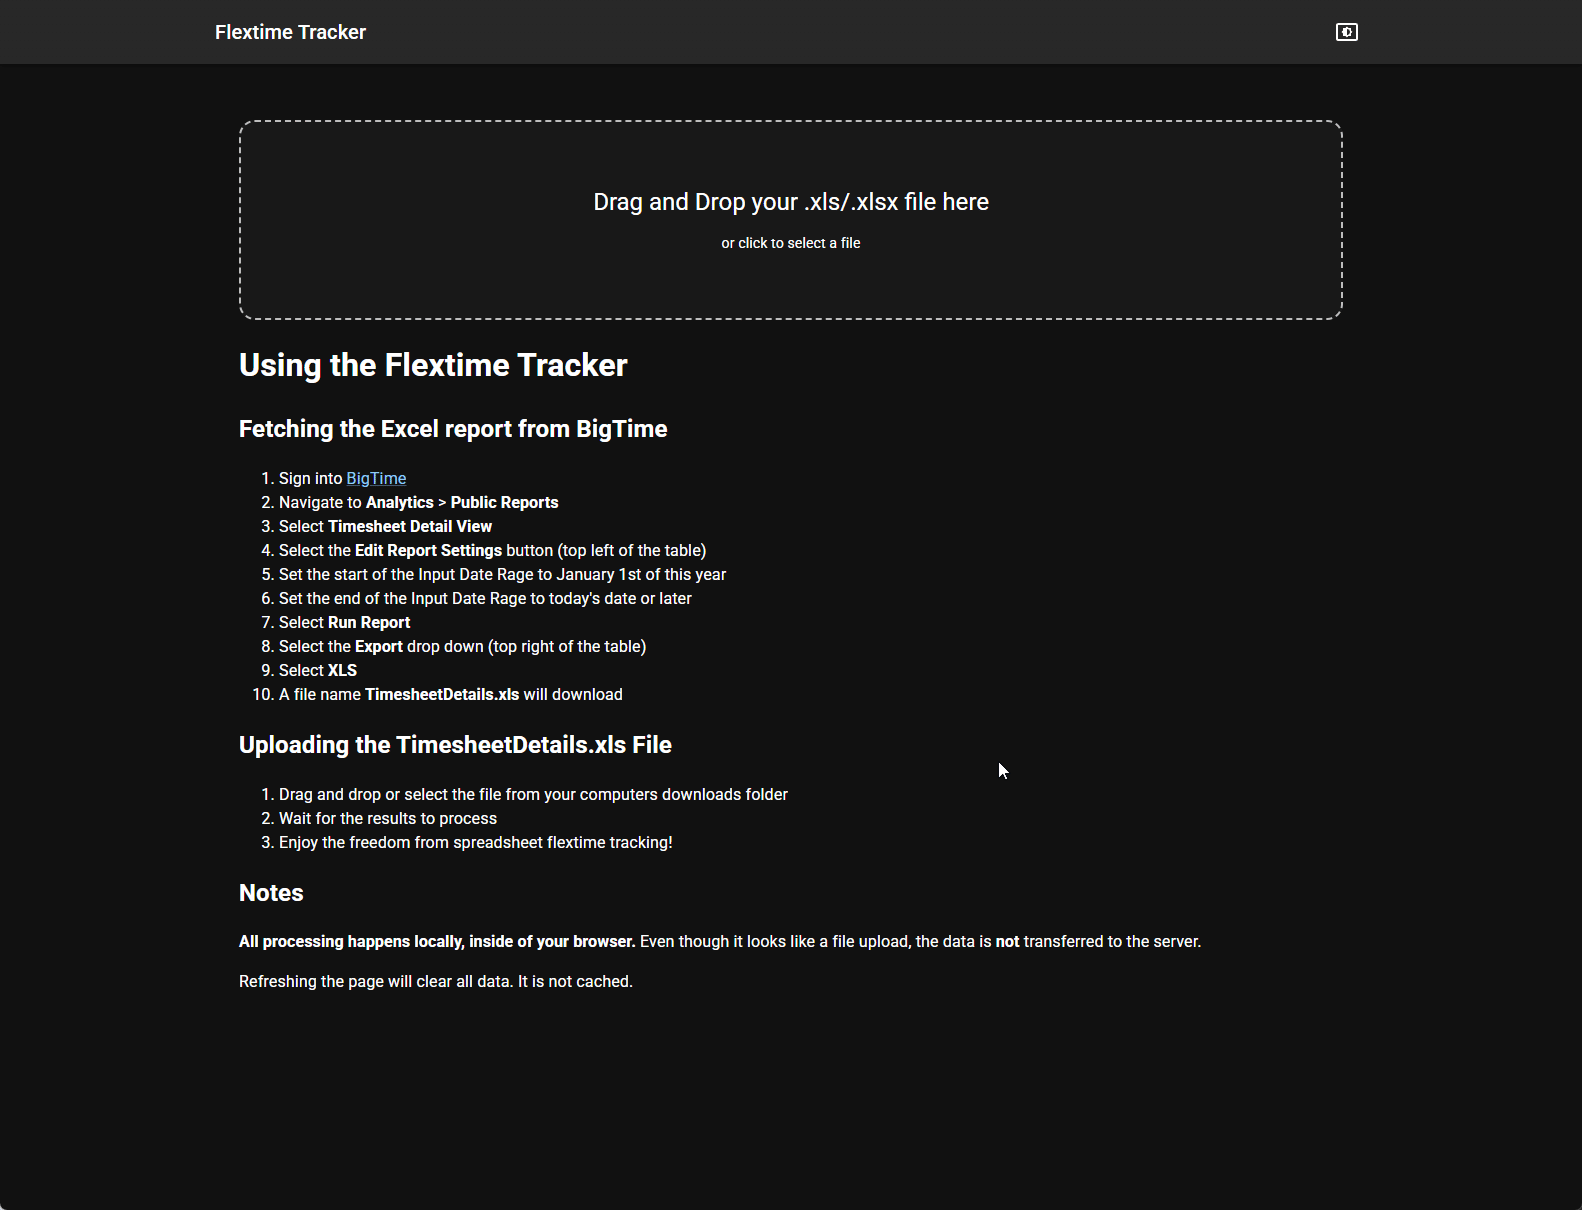 Flextime Tracker
Drag and Drop your .xls/.xlsx file here
or click to select a file
Using the Flextime Tracker
Fetching the Excel report from BigTime
1. Sign into BigTime
2. Navigate to Analytics > Public Reports
3. Select Timesheet Detail View
4. Select the Edit Report Settings button (top left of the table)
5. Set the start of the Input Date Rage to January 1st of this year
6. Set the end of the Input Date Rage to today's date or later
7. Select Run Report
8. Select the Export drop down (top right of the table)
9. Select XLS
10. A file name TimesheetDetails.xls will download
Uploading the TimesheetDetails.xls File
1. Drag and drop or select the file from your computers downloads folder
2. Wait for the results to process
3. Enjoy the freedom from spreadsheet flextime tracking!
Notes
All processing happens locally, inside of your browser. Even though it looks like a file upload, the data is not transferred to the server.
Refreshing the page will clear all data. It is not cached.